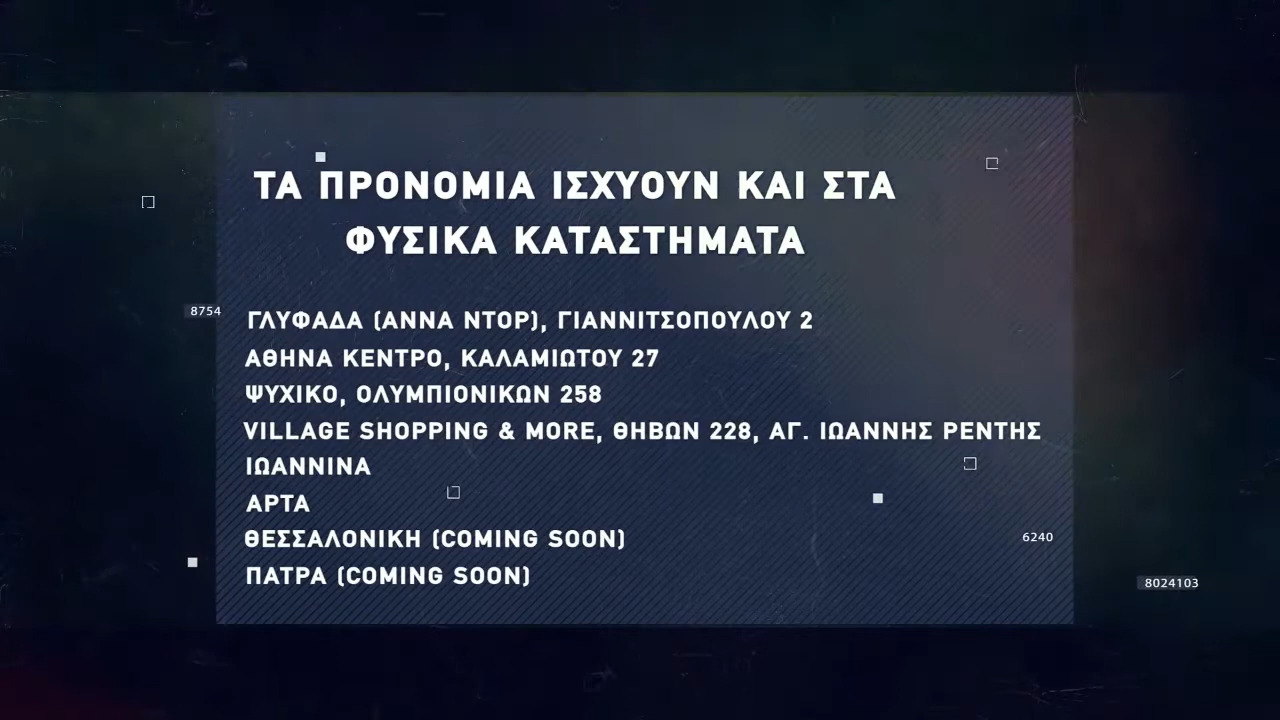 ΤΑ ΠΡΟΝΟΜΙΑ ΙΣΧΥΟΥΝ ΚΑΙ ΣΤΑ
ΦΥΣΙΚΑ ΚΑΤΑΣΤΗΜΑΤΑ
8754
ΓΛΥΦΑΔΑ (ΑΝΝΑ ΝΤΟΡ), ΓΙΑΝΝΙΤΣΟΠΟΥΛΟΥ 2
ΑΘΗΝΑ ΚΕΝΤΡΟ, ΚΑΛΑΜΙΩΤΟΥ 27
ΨΥΧΙΚΟ, ΟΛΥΜΠΙΟΝΙΚΩΝ 258
VILLAGE SHOPPING & MORE, ΘΗΒΩΝ 228, ΑΓ. ΙΩΑΝΝΗΣ ΡΕΝΤΗΣ
ΙΩΑΝΝΙΝΑ
ΑΡΤΑ
ΘΕΣΣΑΛΟΝΙΚΗ (COMING SOON)
6240
ΠΑΤΡΑ (COMING SOON)
8024103